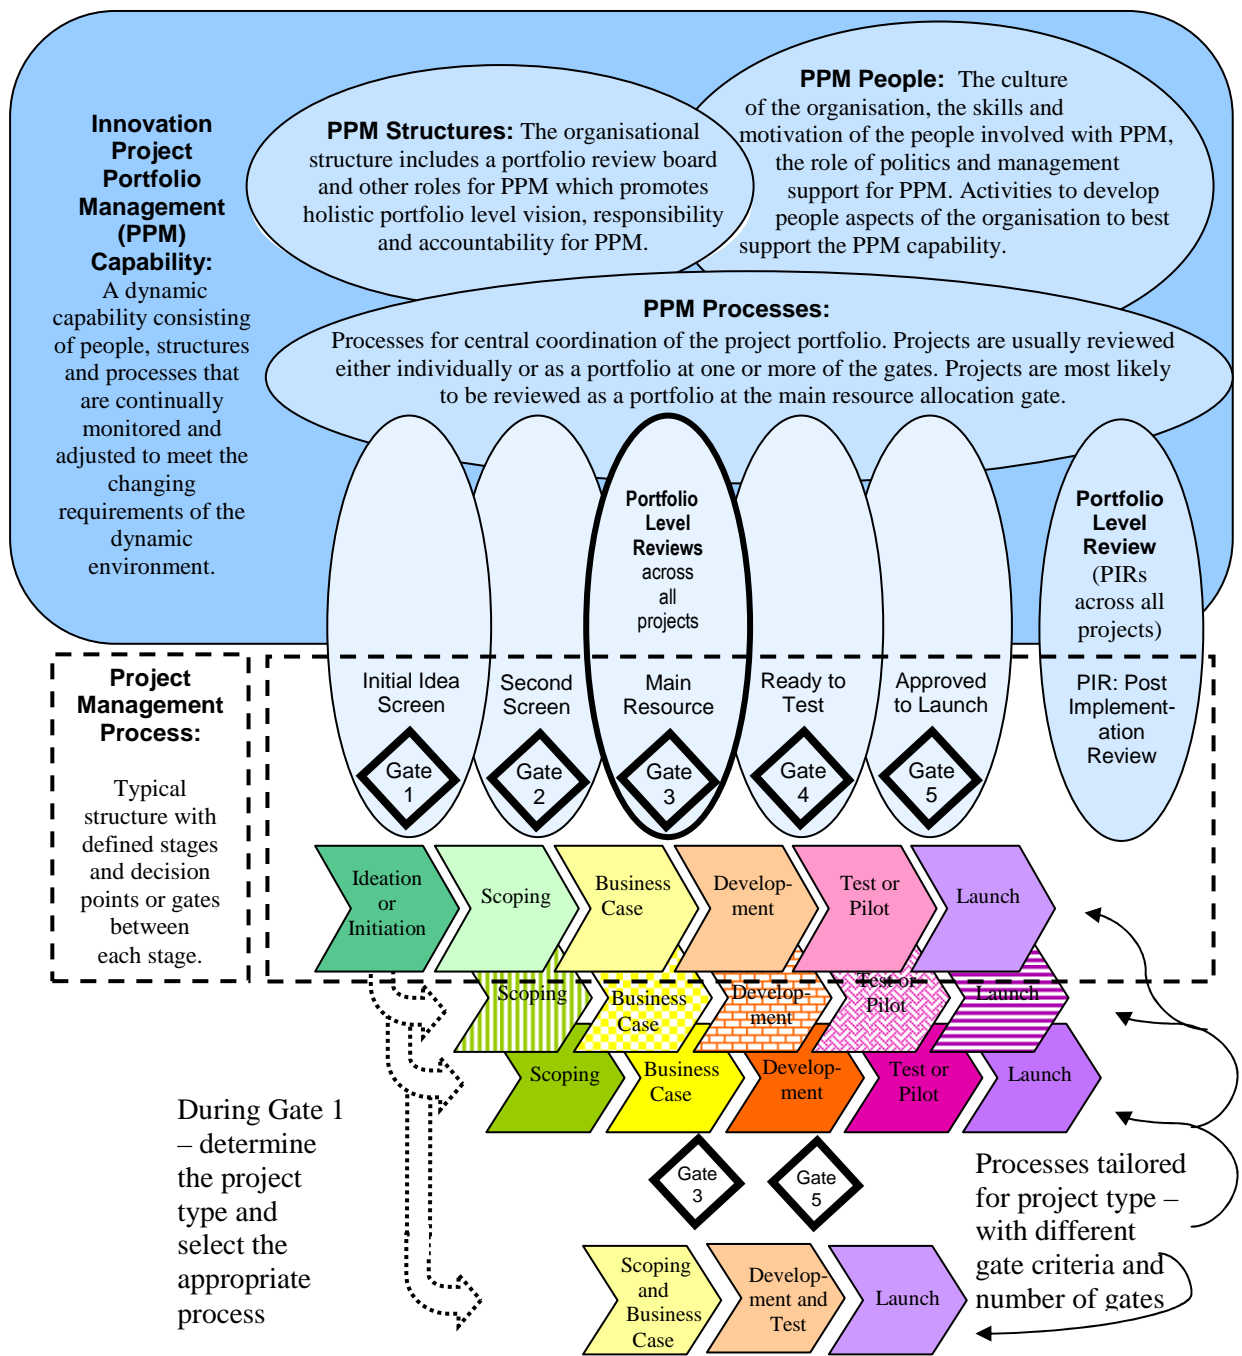 Innovation
Project
Portfolio
Management
(PPM)
Capability:
A dynamic
capability consisting
of people, structures
and processes that
are continually
monitored and
adjusted to meet the
changing
requirements of the
dynamic
environment.
PPM Structures: The organisational
structure includes a portfolio review board
and other roles for PPM which promotes
holistic portfolio level vision, responsibility
and accountability for PPM.
PPM People: The culture
of the organisation, the skills and
motivation of the people involved with PPM,
the role of politics and management
support for PPM. Activities to develop
people aspects of the organisation to best
support the PPM capability.
PPM Processes:
Processes for central coordination of the project portfolio. Projects are usually reviewed
either individually or as a portfolio at one or more of the gates. Projects are most likely
to be reviewed as a portfolio at the main resource allocation gate.
Portfolio
Level
Reviews
across
all
projects
Portfolio
Level
Review
(PIRs
across all
projects)
Project
Management
Process:
Typical
structure with
defined stages
and decision
points or gates
between
each stage.
Initial Idea
Screen
Second
Screen
Main
Resource
Ready to
Test
Approved
to Launch
PIR: Post
Implement-
ation
Review
Gate
1
Gate
2
Gate
3
Gate
4
Gate
5
Ideation
or
Initiation
Scoping
Business
Case
Develop-
ment
Test or
Pilot
Launch
Scoping
Business
Case
Develop-
ment
Test or
Pilot
Launch
Scoping
Business
Case
Develop-
ment
Test or
Pilot
Launch
During Gate 1
– determine
the project
type and
select the
appropriate
process
Gate
3
Gate
5
Processes tailored
for project type –
with different
gate criteria and
number of gates
Scoping
and
Business
Case
Develop-
ment and
Test
Launch